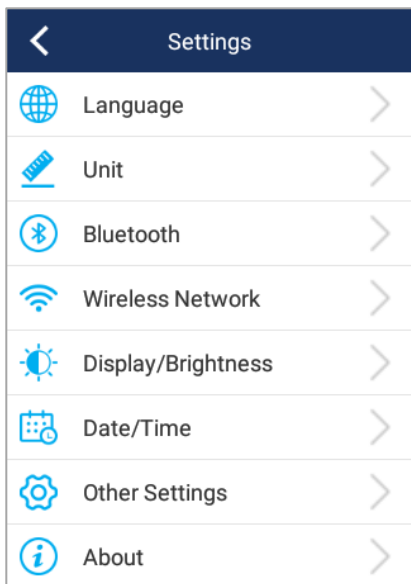 Settings
Language
Unit
Bluetooth
Wireless Network
Display/Brightness
Date/Time
Other Settings
About